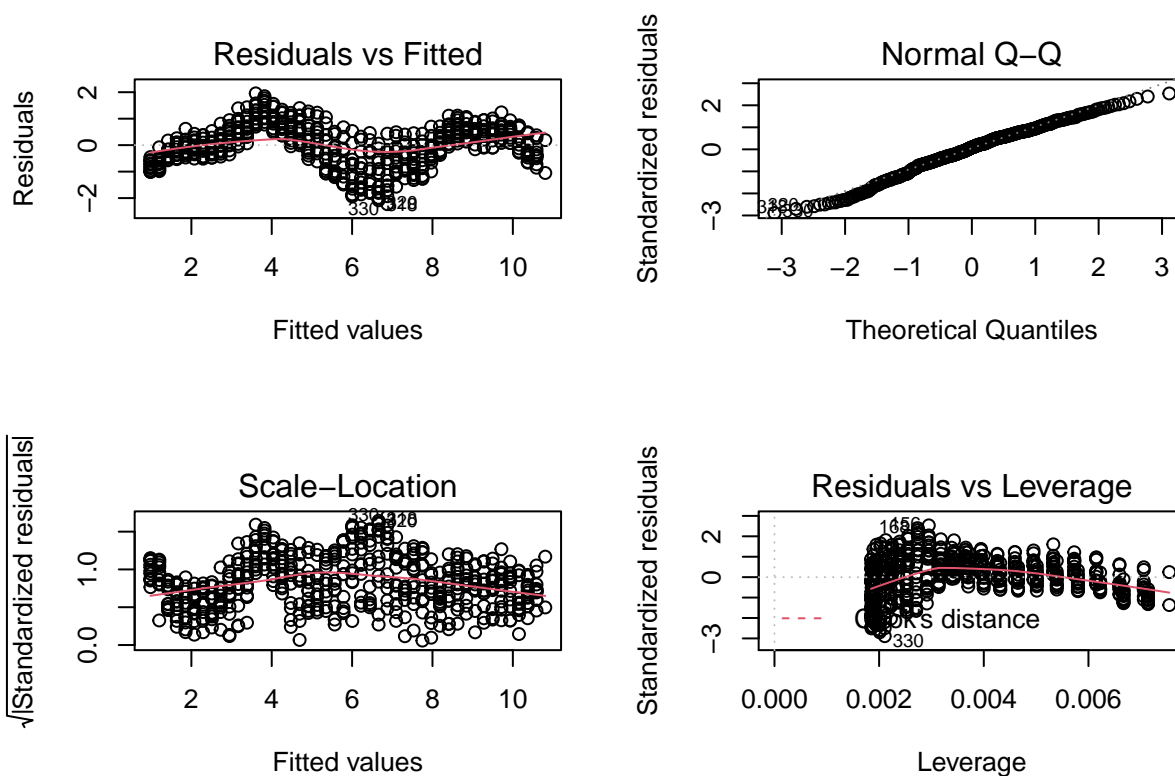 Residuals vs Fitted
Residuals
−2 0 2
330
2 4 6 8 10
Fitted values
Normal Q−Q
Standardized residuals
−3 0 2
−3 −2 −1 0 1 2 3
Theoretical Quantiles
Scale−Location
√|Standardized residuals|
0.0 1.0
330
2 4 6 8 10
Fitted values
Residuals vs Leverage
Standardized residuals
−3 0 2
distance
330
0.000 0.002 0.004 0.006
Leverage